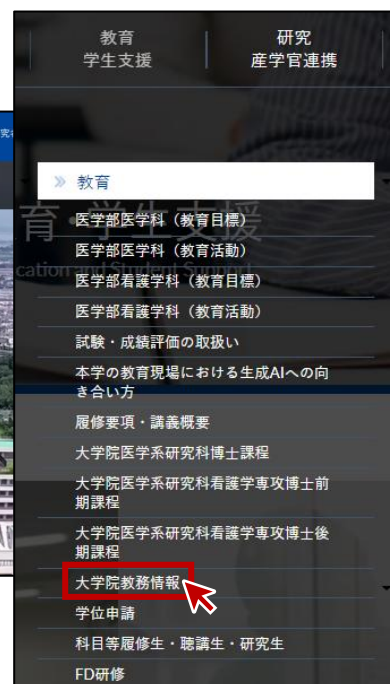 教育
学生支援
研究
産学官連携
教育
育・学生支援
cation and Student Support
医学部医学科（教育目標）
医学部医学科（教育活動）
医学部看護学科（教育目標）
医学部看護学科（教育活動）
試験・成績評価の取扱い
本学の教育現場における生成AIへの向
き合い方
履修要項・講義概要
大学院医学系研究科博士課程
大学院医学系研究科看護学専攻博士前
期課程
大学院医学系研究科看護学専攻博士後
期課程
大学院教務情報
学位申請
科目等履修生・聴講生・研究生
FD研修